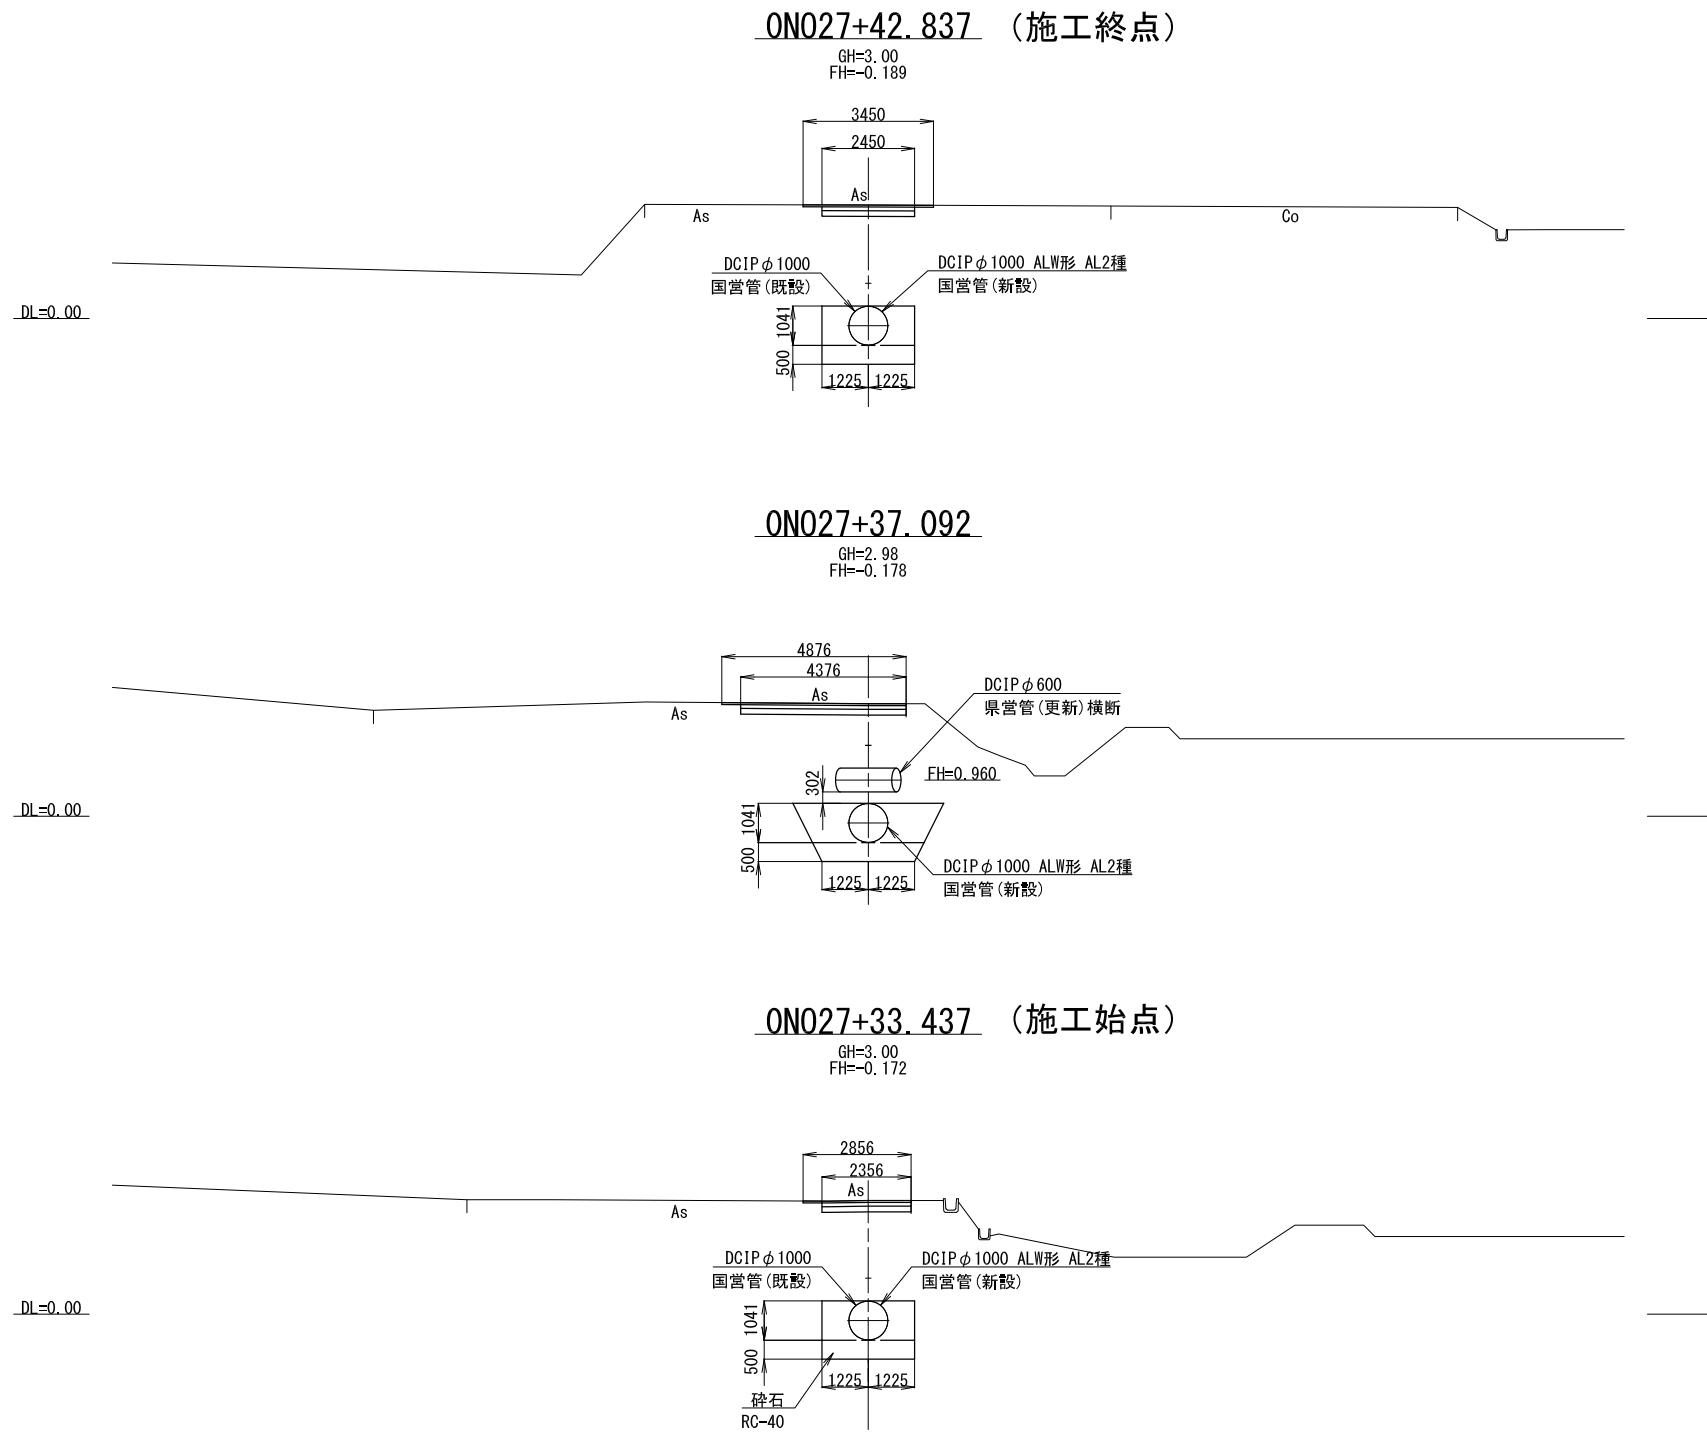 ONO27+42.837 (施工終点)
GH=3.00
FH=-0.189
3450
2450
As
As
Co
DCIPφ1000
国営管(既設)
DCIPφ1000 ALW形 AL2種
国営管(新設)
DL=0.00
1041
500
1225
1225
ONO27+37.092
GH=2.98
FH=-0.178
4876
4376
As
As
DCIPφ600
県営管(更新)横断
302
FH=0.960
DL=0.00
1041
500
1225
1225
DCIPφ1000 ALW形 AL2種
国営管(新設)
ONO27+33.437 (施工始点)
GH=3.00
FH=-0.172
2856
2356
As
As
DCIPφ1000
国営管(既設)
DCIPφ1000 ALW形 AL2種
国営管(新設)
DL=0.00
1041
500
1225
1225
砕石
RC-40